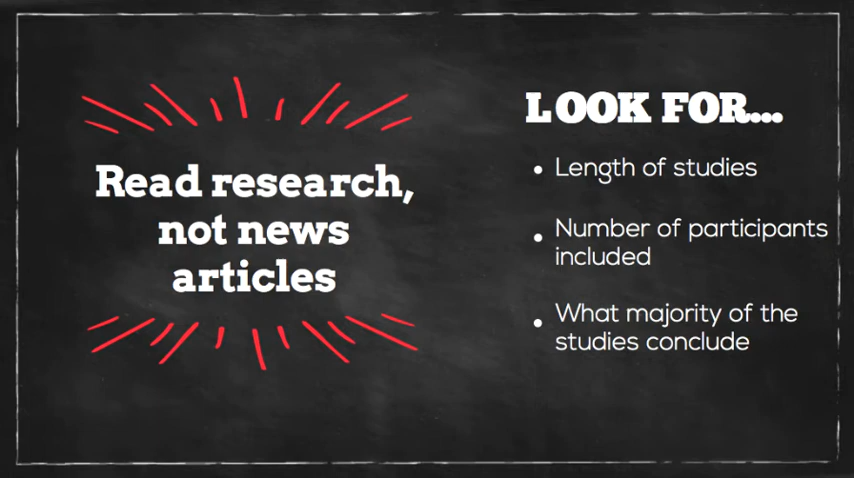 Read research,
not news
articles
LOOK FOR...
• Length of studies
• Number of participants
included
• What majority of the
studies conclude